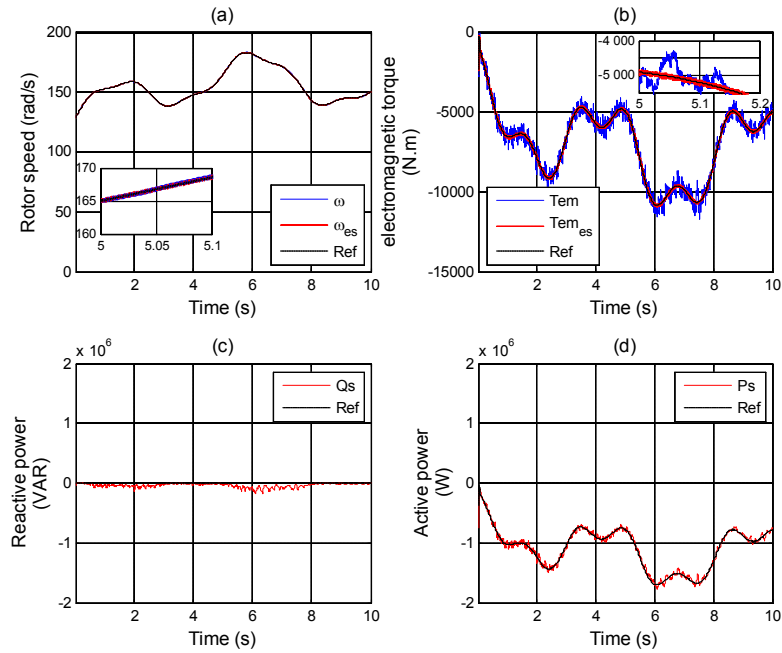 (a)
200
150
100
50
0
Rotor speed (rad/s)
170
165
160
5
5.05
5.1
ω
ω_es
Ref
0
2
4
6
8
10
Time (s)
(b)
0
-5000
-10000
-15000
electromagnetic torque
(N.m)
-4 000
-5 000
5
5.1
5.2
Tem
Tem_es
Ref
2
4
6
8
10
Time (s)
(c)
x 10^6
2
1
0
-1
-2
Reactive power
(VAR)
Qs
Ref
0
2
4
6
8
10
Time (s)
(d)
x 10^6
2
1
0
-1
-2
Active power
(W)
Ps
Ref
2
4
6
8
10
Time (s)